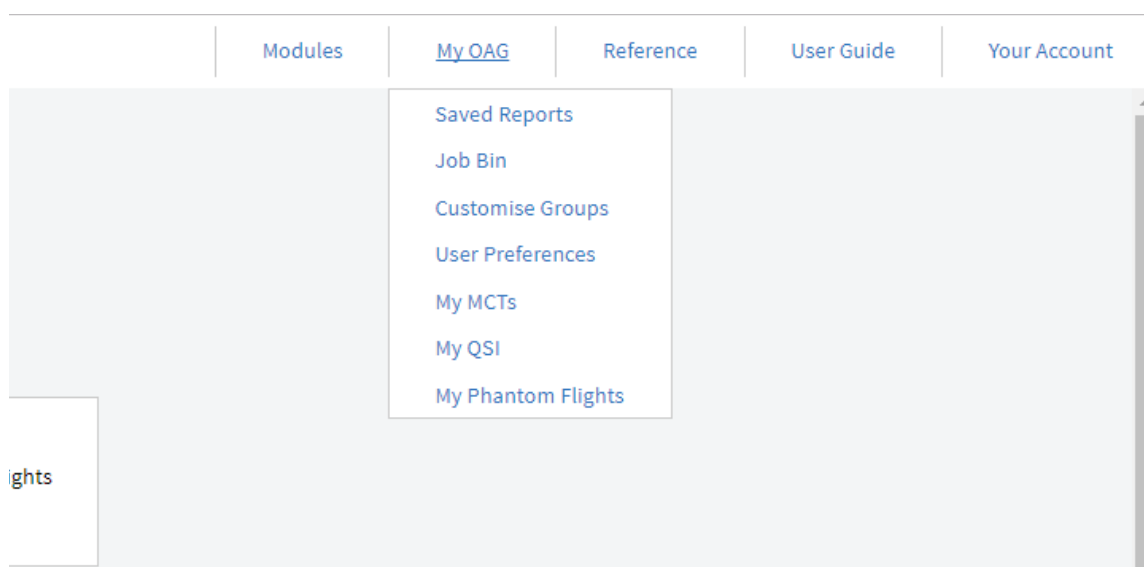 Modules My OAG Reference User Guide Your Account
Saved Reports
Job Bin
Customise Groups
User Preferences
My MCTs
My QSI
My Phantom Flights
ights